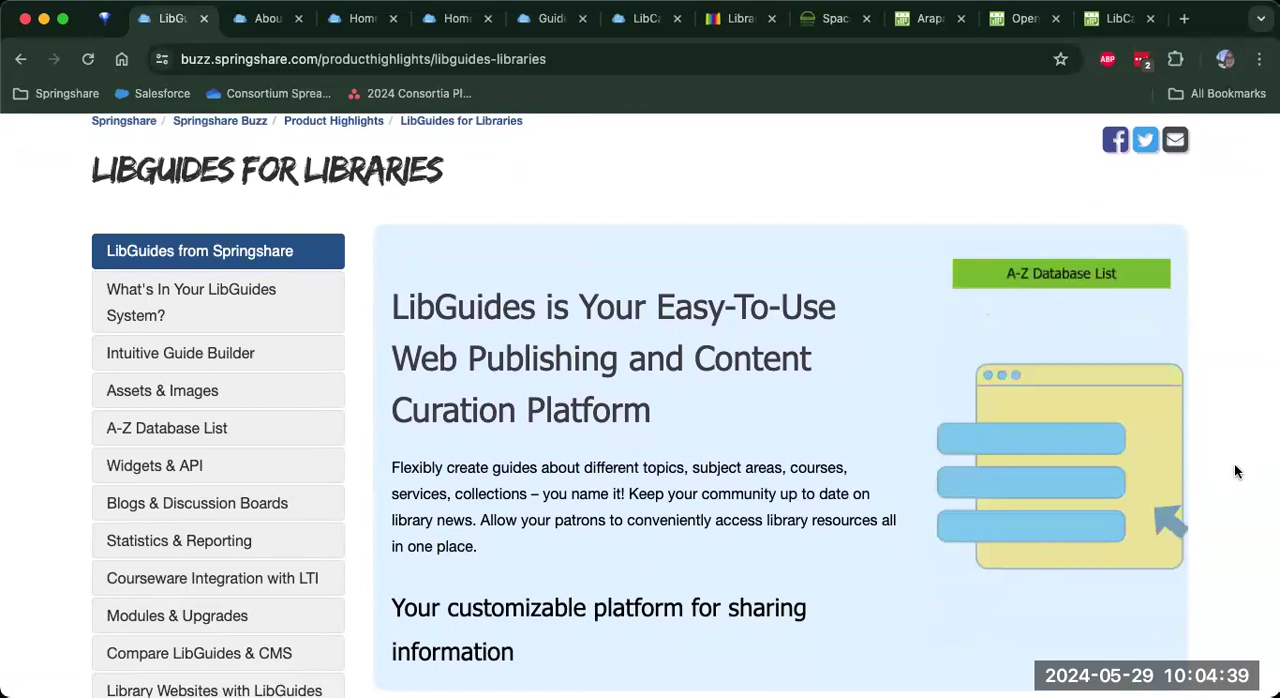 LibGu
Abou
Home
Home
Guid
LibCa
Libra
Spac
Arap
Open
LibCa
buzz.springshare.com/producthighlights/libguides-libraries
ABP
2
Springshare
Salesforce
Consortium Sprea...
2024 Consortia Pl...
All Bookmarks
Springshare / Springshare Buzz / Product Highlights / LibGuides for Libraries
LIBGUIDES FOR LIBRARIES
LibGuides from Springshare
What's In Your LibGuides
System?
Intuitive Guide Builder
Assets & Images
A-Z Database List
Widgets & API
Blogs & Discussion Boards
Statistics & Reporting
Courseware Integration with LTI
Modules & Upgrades
Compare LibGuides & CMS
Library Websites with LibGuides
A-Z Database List
LibGuides is Your Easy-To-Use
Web Publishing and Content
Curation Platform
Flexibly create guides about different topics, subject areas, courses,
services, collections – you name it! Keep your community up to date on
library news. Allow your patrons to conveniently access library resources all
in one place.
Your customizable platform for sharing
information
2024-05-29 10:04:39